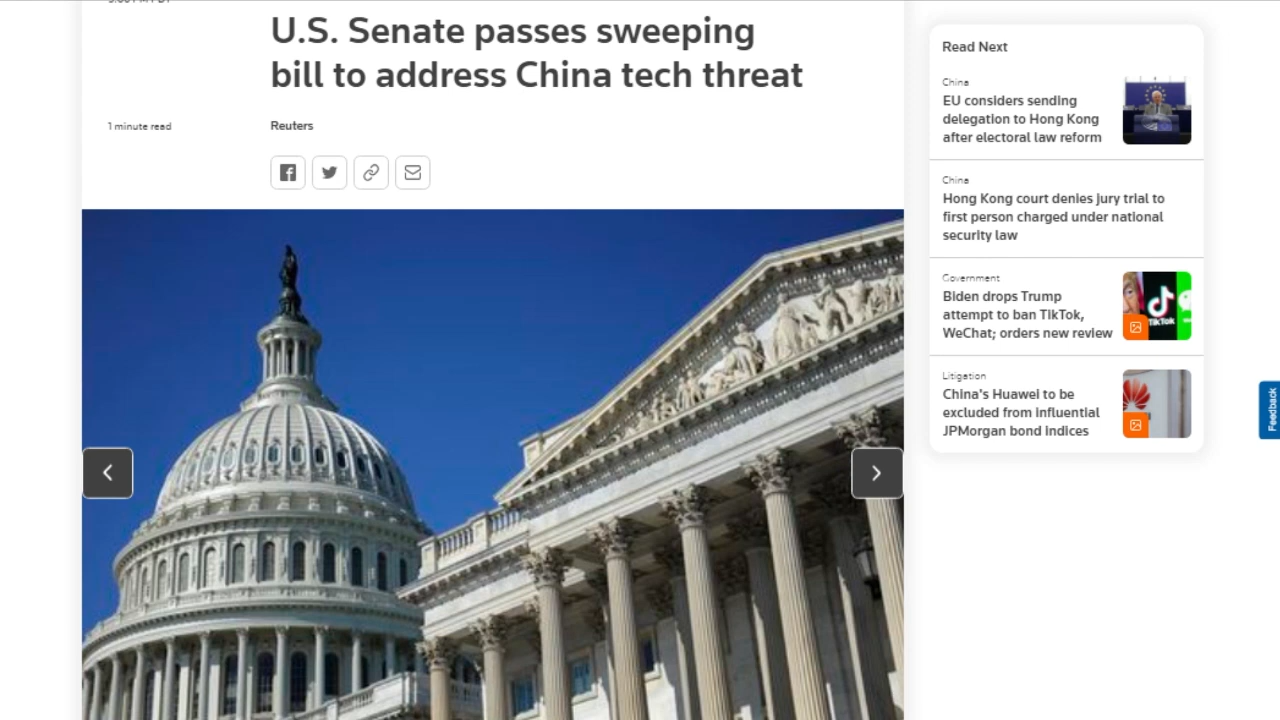 U.S. Senate passes sweeping
bill to address China tech threat
1 minute read
Reuters
Read Next
China
EU considers sending
delegation to Hong Kong
after electoral law reform
China
Hong Kong court denies jury trial to
first person charged under national
security law
Government
Biden drops Trump
attempt to ban TikTok,
WeChat; orders new review
TikTok
Litigation
China's Huawei to be
excluded from influential
JPMorgan bond indices
Feedback